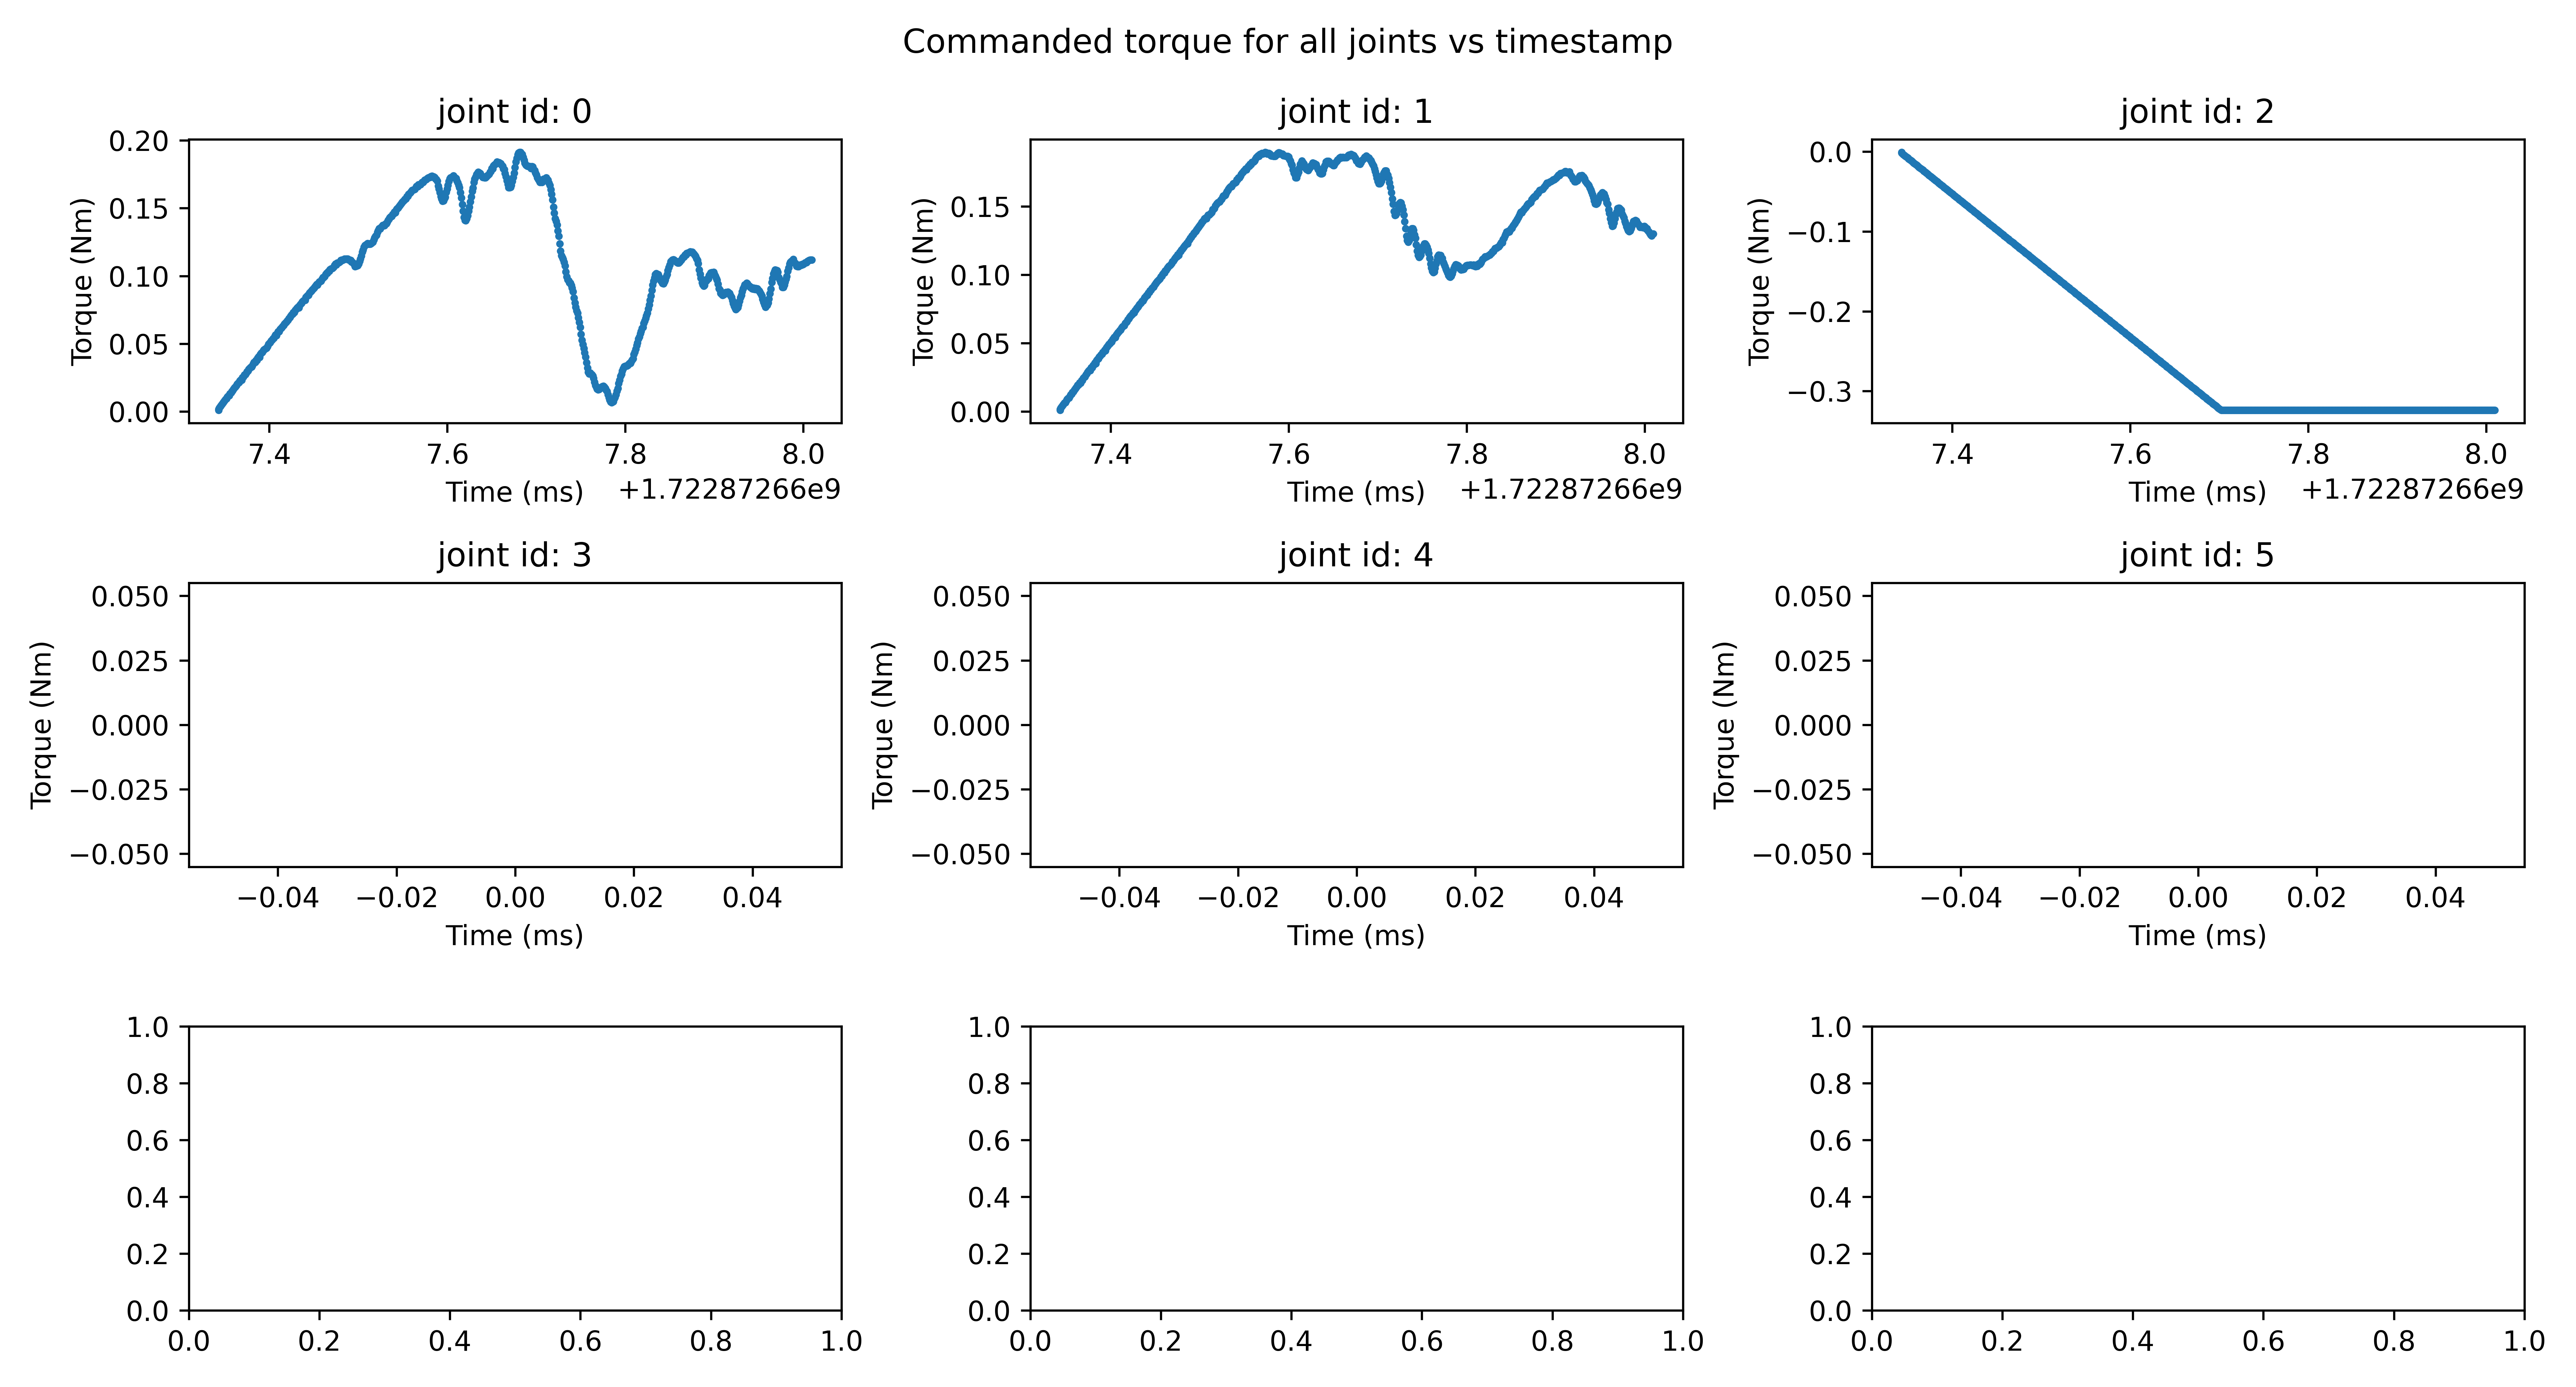 Commanded torque for all joints vs timestamp
joint id: 0
Torque (Nm)
0.20
0.15
0.10
0.05
0.00
7.4 7.6 7.8 8.0
Time (ms) +1.72287266e9
joint id: 1
Torque (Nm)
0.15
0.10
0.05
0.00
7.4 7.6 7.8 8.0
Time (ms) +1.72287266e9
joint id: 2
Torque (Nm)
0.0
−0.1
−0.2
−0.3
7.4 7.6 7.8 8.0
Time (ms) +1.72287266e9
joint id: 3
Torque (Nm)
0.050
0.025
0.000
−0.025
−0.050
−0.04 −0.02 0.00 0.02 0.04
Time (ms)
joint id: 4
Torque (Nm)
0.050
0.025
0.000
−0.025
−0.050
−0.04 −0.02 0.00 0.02 0.04
Time (ms)
joint id: 5
Torque (Nm)
0.050
0.025
0.000
−0.025
−0.050
−0.04 −0.02 0.00 0.02 0.04
Time (ms)
1.0
0.8
0.6
0.4
0.2
0.0
0.0 0.2 0.4 0.6 0.8 1.0
1.0
0.8
0.6
0.4
0.2
0.0
0.0 0.2 0.4 0.6 0.8 1.0
1.0
0.8
0.6
0.4
0.2
0.0
0.0 0.2 0.4 0.6 0.8 1.0